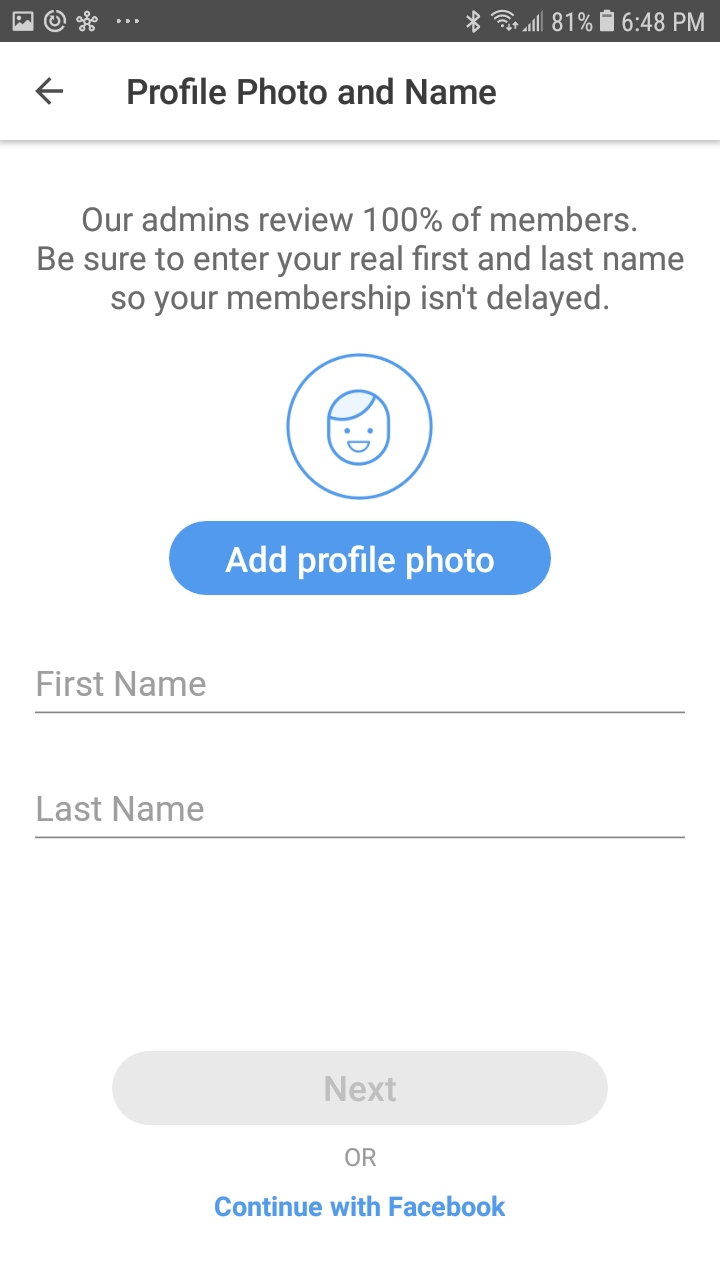 81% 6:48 PM
Profile Photo and Name
Our admins review 100% of members.
Be sure to enter your real first and last name
so your membership isn't delayed.
Add profile photo
First Name
Last Name
Next
OR
Continue with Facebook